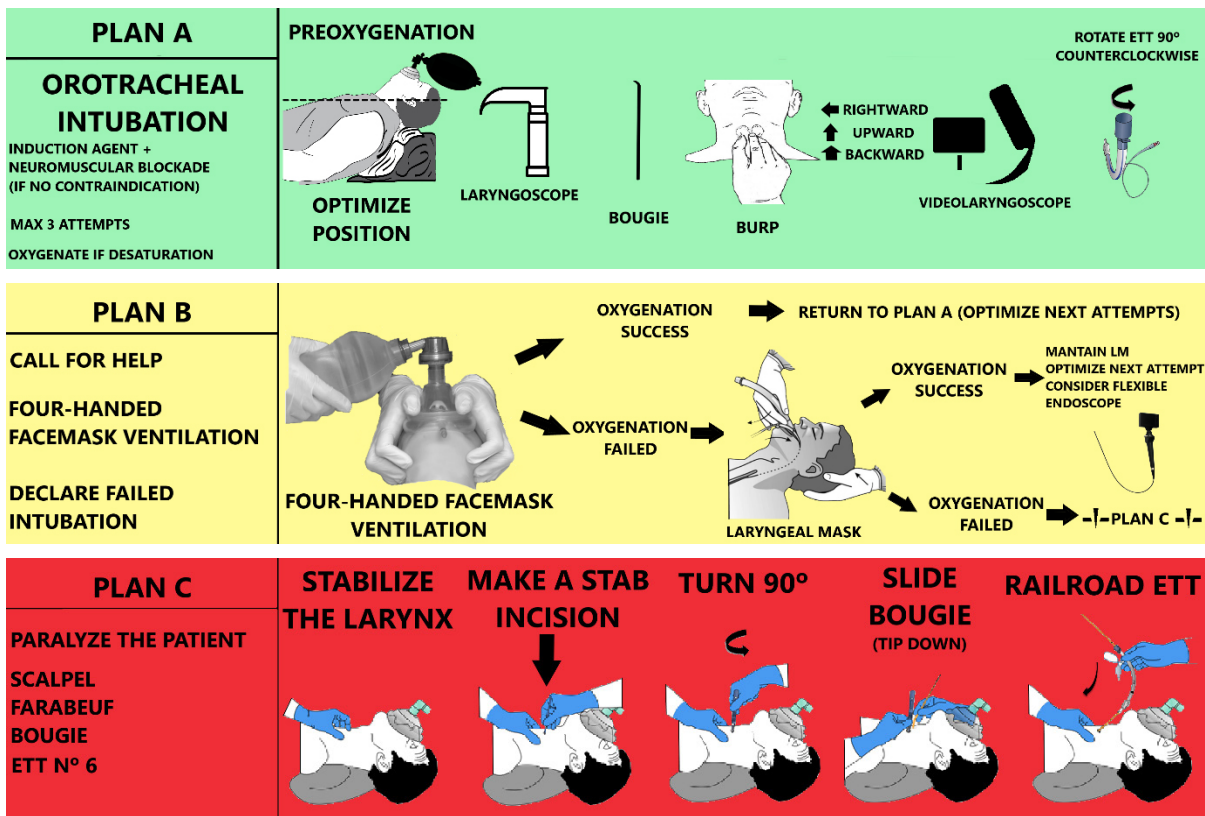 PLAN A
OROTRACHEAL
INTUBATION
INDUCTION AGENT +
NEUROMUSCULAR BLOCKADE
(IF NO CONTRAINDICATION)
MAX 3 ATTEMPTS
OXYGENATE IF DESATURATION
PREOXYGENATION
OPTIMIZE
POSITION
LARYNGOSCOPE
BOUGIE
BURP
RIGHTWARD
UPWARD
BACKWARD
VIDEOLARYNGOSCOPE
ROTATE ETT 90º
COUNTERCLOCKWISE
PLAN B
CALL FOR HELP
FOUR-HANDED
FACEMASK VENTILATION
DECLARE FAILED
INTUBATION
FOUR-HANDED FACEMASK
VENTILATION
OXYGENATION
SUCCESS
RETURN TO PLAN A (OPTIMIZE NEXT ATTEMPTS)
OXYGENATION
FAILED
LARYNGEAL MASK
OXYGENATION
SUCCESS
MANTAIN LM
OPTIMIZE NEXT ATTEMPT
CONSIDER FLEXIBLE
ENDOSCOPE
OXYGENATION
FAILED
PLAN C
PLAN C
PARALYZE THE PATIENT
SCALPEL
FARABEUF
BOUGIE
ETT Nº 6
STABILIZE
THE LARYNX
MAKE A STAB
INCISION
TURN 90º
SLIDE
BOUGIE
(TIP DOWN)
RAILROAD ETT